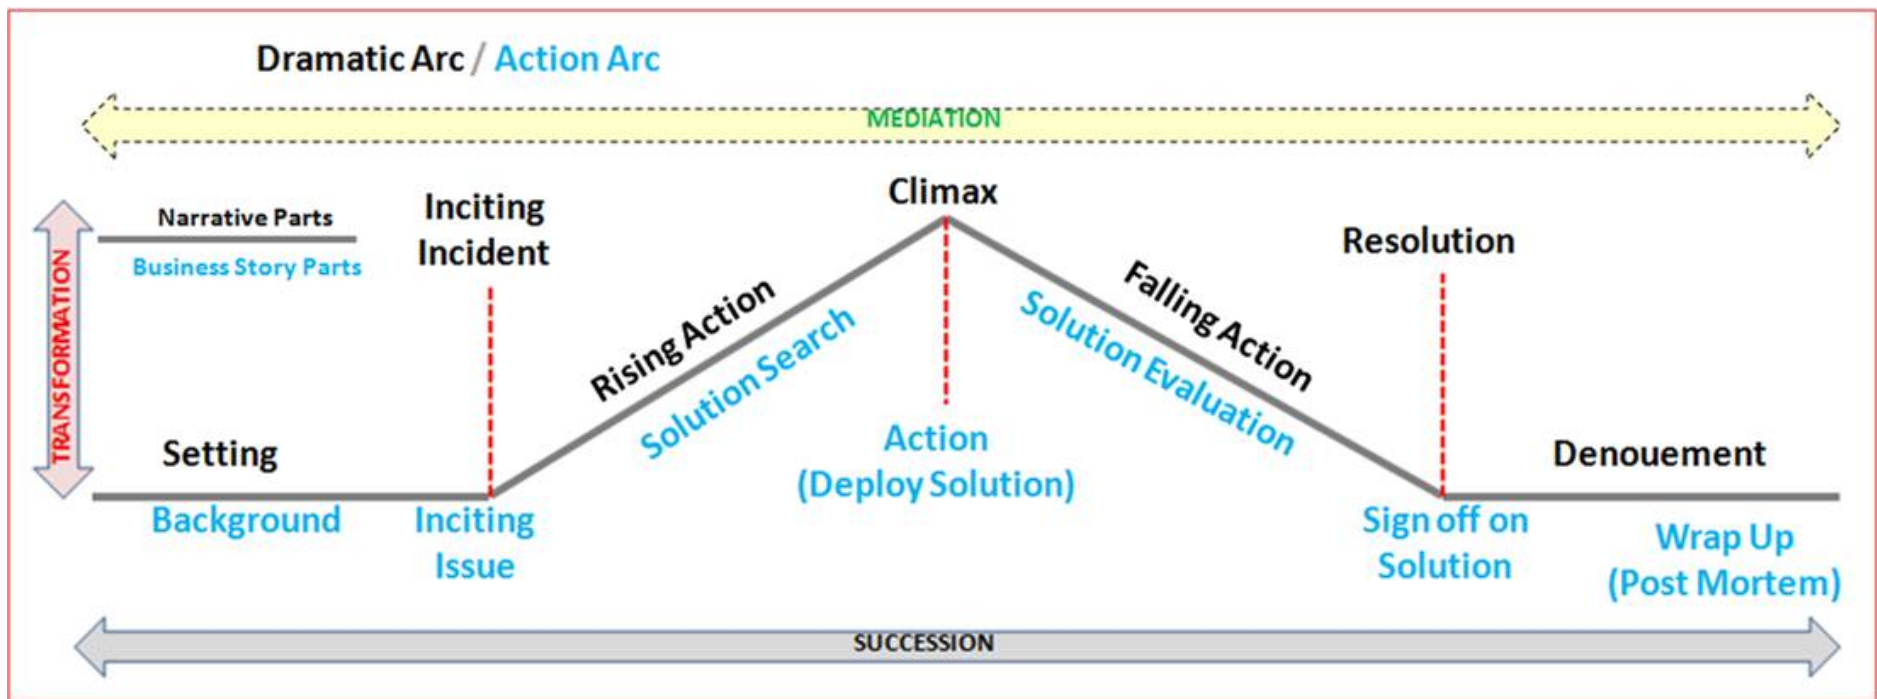 Dramatic Arc / Action Arc
MEDIATION
TRANSFORMATION
Narrative Parts
Business Story Parts
Inciting
Incident
Climax
Resolution
Rising Action
Solution Search
Falling Action
Solution Evaluation
Setting
Background
Inciting
Issue
Action
(Deploy Solution)
Sign off on
Solution
Denouement
Wrap Up
(Post Mortem)
SUCCESSION